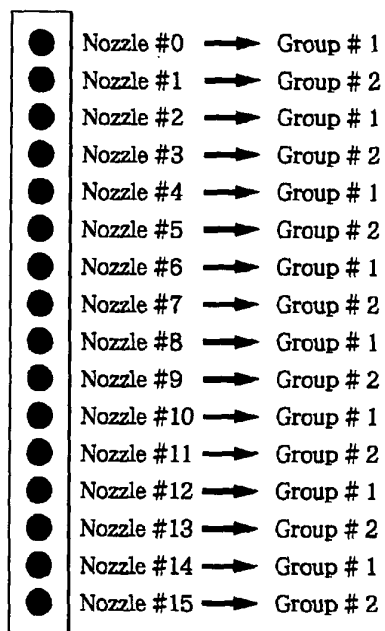 Nozzle #0 → Group # 1
Nozzle #1 → Group # 2
Nozzle #2 → Group # 1
Nozzle #3 → Group # 2
Nozzle #4 → Group # 1
Nozzle #5 → Group # 2
Nozzle #6 → Group # 1
Nozzle #7 → Group # 2
Nozzle #8 → Group # 1
Nozzle #9 → Group # 2
Nozzle #10 → Group # 1
Nozzle #11 → Group # 2
Nozzle #12 → Group # 1
Nozzle #13 → Group # 2
Nozzle #14 → Group # 1
Nozzle #15 → Group # 2